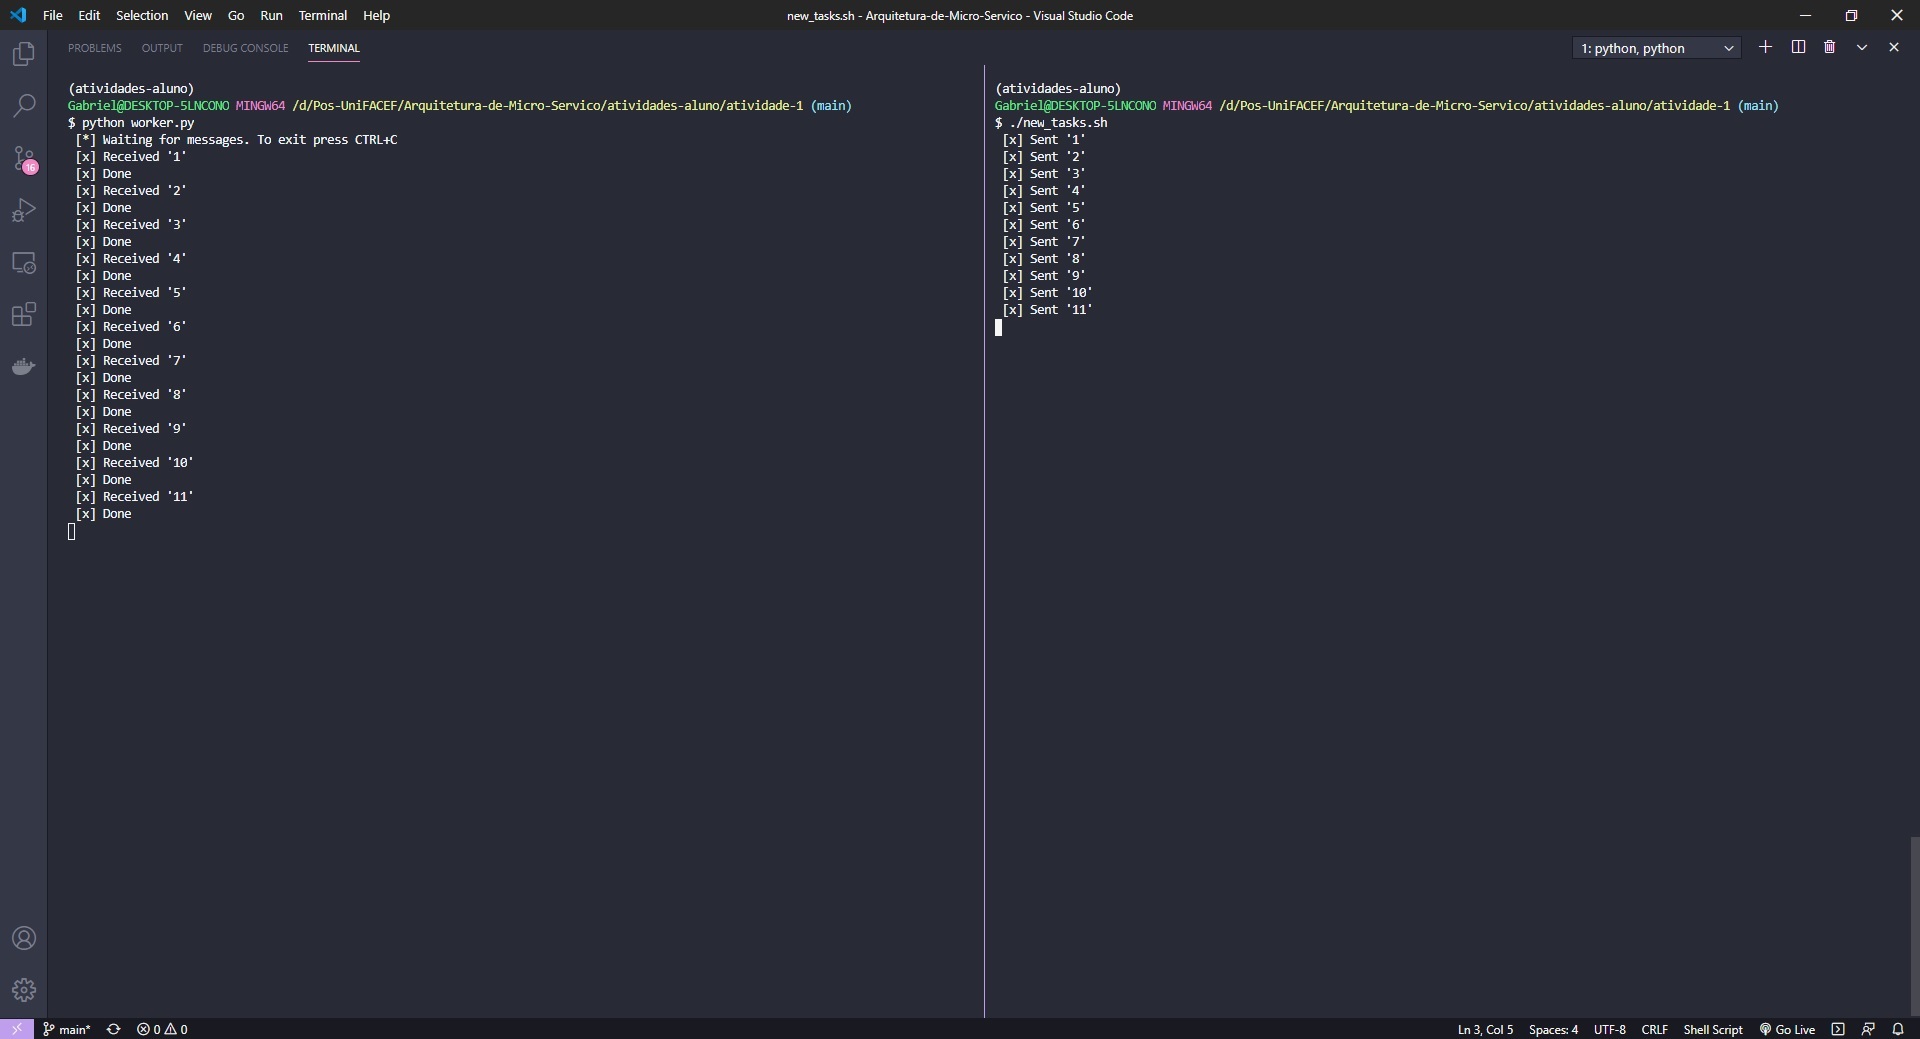 File Edit Selection View Go Run Terminal Help
new_tasks.sh - Arquitetura-de-Micro-Servico - Visual Studio Code
PROBLEMS OUTPUT DEBUG CONSOLE TERMINAL
1: python, python
16
(atividades-aluno)
Gabriel@DESKTOP-5LNCONO MINGW64 /d/Pos-UniFACEF/Arquitetura-de-Micro-Servico/atividades-aluno/atividade-1 (main)
$ python worker.py
[*] Waiting for messages. To exit press CTRL+C
[x] Received '1'
[x] Done
[x] Received '2'
[x] Done
[x] Received '3'
[x] Done
[x] Received '4'
[x] Done
[x] Received '5'
[x] Done
[x] Received '6'
[x] Done
[x] Received '7'
[x] Done
[x] Received '8'
[x] Done
[x] Received '9'
[x] Done
[x] Received '10'
[x] Done
[x] Received '11'
[x] Done
(atividades-aluno)
Gabriel@DESKTOP-5LNCONO MINGW64 /d/Pos-UniFACEF/Arquitetura-de-Micro-Servico/atividades-aluno/atividade-1 (main)
$ ./new_tasks.sh
[x] Sent '1'
[x] Sent '2'
[x] Sent '3'
[x] Sent '4'
[x] Sent '5'
[x] Sent '6'
[x] Sent '7'
[x] Sent '8'
[x] Sent '9'
[x] Sent '10'
[x] Sent '11'
main* 0 0
Ln 3, Col 5 Spaces: 4 UTF-8 CRLF Shell Script Go Live